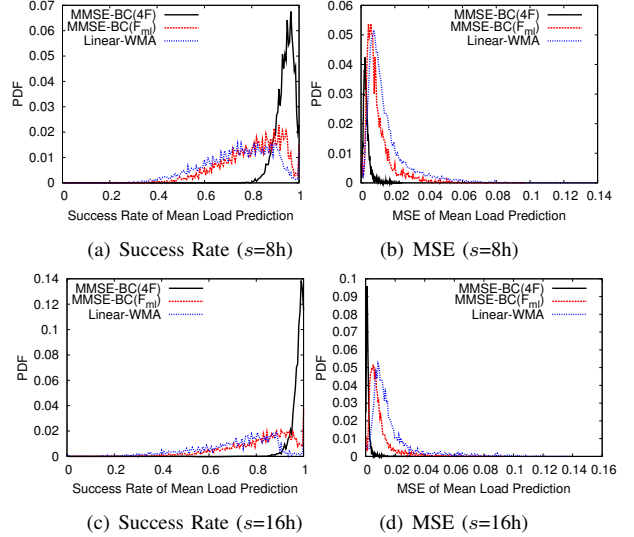 MMSE-BC(4F)
MMSE-BC(Fml)
Linear-WMA
PDF
0.07
0.06
0.05
0.04
0.03
0.02
0.01
0
0 0.2 0.4 0.6 0.8 1
Success Rate of Mean Load Prediction
(a) Success Rate (s=8h)
MMSE-BC(4F)
MMSE-BC(Fml)
Linear-WMA
PDF
0.08
0.07
0.06
0.05
0.04
0.03
0.02
0.01
0
0 0.02 0.04 0.06 0.08 0.1 0.12 0.14
MSE of Mean Load Prediction
(b) MSE (s=8h)
MMSE-BC(4F)
MMSE-BC(Fml)
Linear-WMA
PDF
0.14
0.12
0.1
0.08
0.06
0.04
0.02
0
0 0.2 0.4 0.6 0.8 1
Success Rate of Mean Load Prediction
(c) Success Rate (s=16h)
MMSE-BC(4F)
MMSE-BC(Fml)
Linear-WMA
PDF
0.1
0.09
0.08
0.07
0.06
0.05
0.04
0.03
0.02
0.01
0
0 0.02 0.04 0.06 0.08 0.1 0.12 0.14 0.16
MSE of Mean Load Prediction
(d) MSE (s=16h)